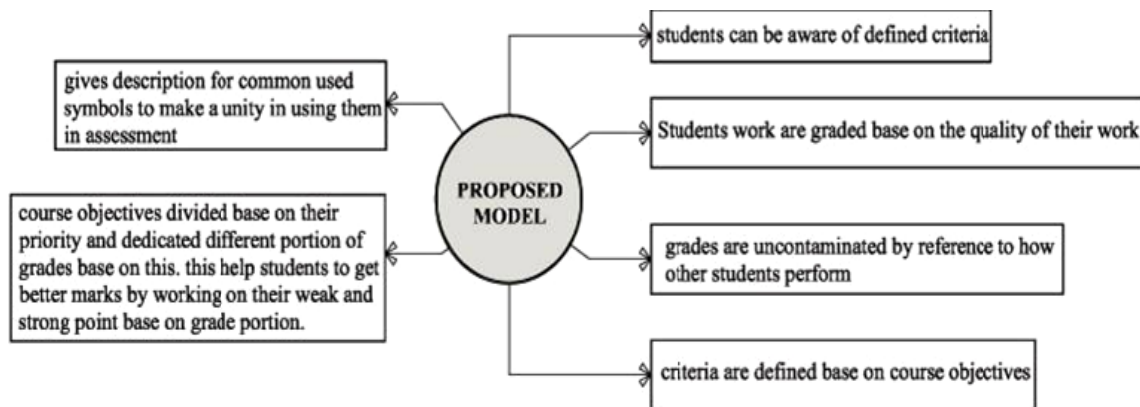 students can be aware of defined criteria
gives description for common used
symbols to make a unity in using them
in assessment
Students work are graded base on the quality of their work
PROPOSED
MODEL
course objectives divided base on their
priority and dedicated different portion of
grades base on this. this help students to get
better marks by working on their weak and
strong point base on grade portion.
grades are uncontaminated by reference to how
other students perform
criteria are defined base on course objectives